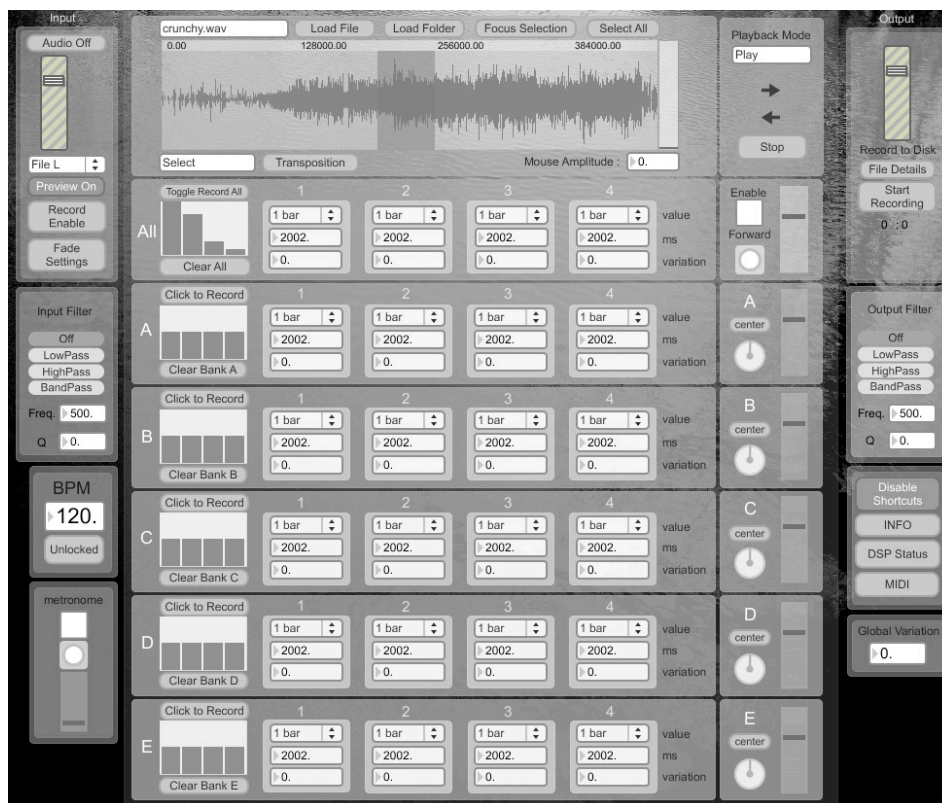 Input
Audio Off
File L
Preview On
Record
Enable
Fade
Settings
Input Filter
Off
LowPass
HighPass
BandPass
Freq. 500.
Q 0.
BPM
120.
Unlocked
metronome
crunchy.wav Load File Load Folder Focus Selection Select All
0.00 128000.00 256000.00 384000.00
Select Transposition Mouse Amplitude : 0.
Playback Mode
Play
Stop
Toggle Record All 1 2 3 4
All
1 bar 1 bar 1 bar 1 bar value
2002. 2002. 2002. 2002. ms
0. 0. 0. 0. variation
Clear All
Enable
Forward
Click to Record 1 2 3 4
A
1 bar 1 bar 1 bar 1 bar value
2002. 2002. 2002. 2002. ms
0. 0. 0. 0. variation
Clear Bank A
A
center
Click to Record 1 2 3 4
B
1 bar 1 bar 1 bar 1 bar value
2002. 2002. 2002. 2002. ms
0. 0. 0. 0. variation
Clear Bank B
B
center
Click to Record 1 2 3 4
C
1 bar 1 bar 1 bar 1 bar value
2002. 2002. 2002. 2002. ms
0. 0. 0. 0. variation
Clear Bank C
C
center
Click to Record 1 2 3 4
D
1 bar 1 bar 1 bar 1 bar value
2002. 2002. 2002. 2002. ms
0. 0. 0. 0. variation
Clear Bank D
D
center
Click to Record 1 2 3 4
E
1 bar 1 bar 1 bar 1 bar value
2002. 2002. 2002. 2002. ms
0. 0. 0. 0. variation
Clear Bank E
E
center
Output
Record to Disk
File Details
Start
Recording
0 : 0
Output Filter
Off
LowPass
HighPass
BandPass
Freq. 500.
Q 0.
Disable
Shortcuts
INFO
DSP Status
MIDI
Global Variation
0.